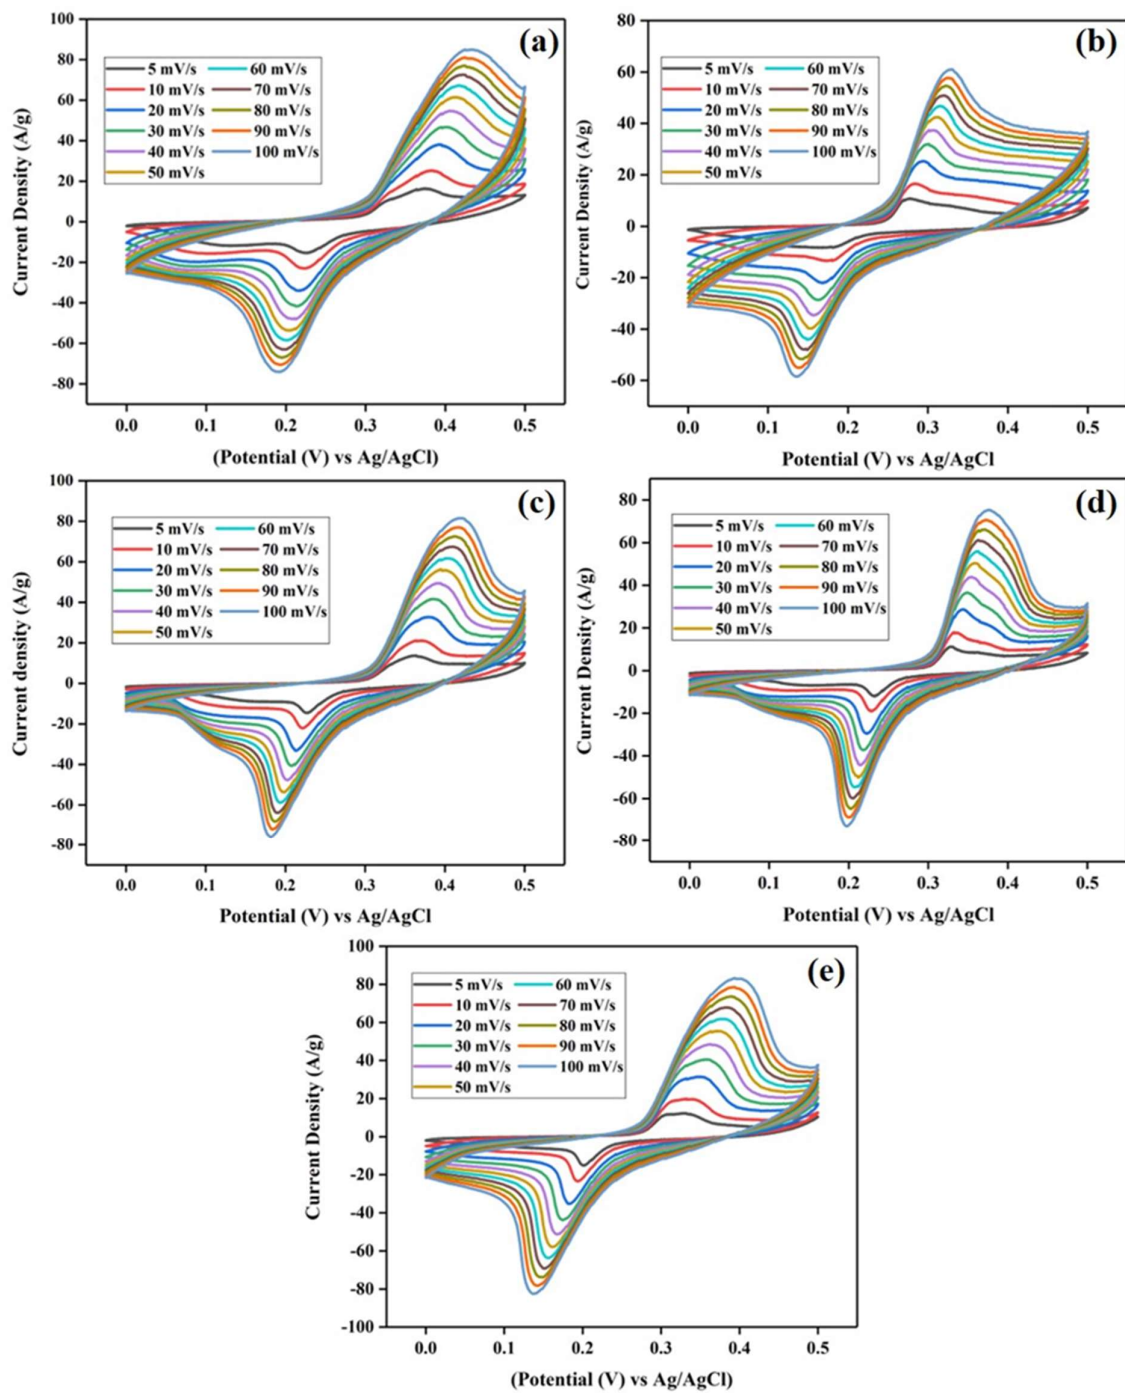 (a)
100
80
60
40
20
0
-20
-40
-60
-80
5 mV/s 60 mV/s
10 mV/s 70 mV/s
20 mV/s 80 mV/s
30 mV/s 90 mV/s
40 mV/s 100 mV/s
50 mV/s
Current Density (A/g)
0.0 0.1 0.2 0.3 0.4 0.5
(Potential (V) vs Ag/AgCl)
(b)
80
60
40
20
0
-20
-40
-60
5 mV/s 60 mV/s
10 mV/s 70 mV/s
20 mV/s 80 mV/s
30 mV/s 90 mV/s
40 mV/s 100 mV/s
50 mV/s
Current Density (A/g)
0.0 0.1 0.2 0.3 0.4 0.5
Potential (V) vs Ag/AgCl
(c)
100
80
60
40
20
0
-20
-40
-60
-80
5 mV/s 60 mV/s
10 mV/s 70 mV/s
20 mV/s 80 mV/s
30 mV/s 90 mV/s
40 mV/s 100 mV/s
50 mV/s
Current density (A/g)
0.0 0.1 0.2 0.3 0.4 0.5
Potential (V) vs Ag/AgCl
(d)
80
60
40
20
0
-20
-40
-60
-80
5 mV/s 60 mV/s
10 mV/s 70 mV/s
20 mV/s 80 mV/s
30 mV/s 90 mV/s
40 mV/s 100 mV/s
50 mV/s
Current Density (A/g)
0.0 0.1 0.2 0.3 0.4 0.5
Potential (V) vs Ag/AgCl
(e)
100
80
60
40
20
0
-20
-40
-60
-80
-100
5 mV/s 60 mV/s
10 mV/s 70 mV/s
20 mV/s 80 mV/s
30 mV/s 90 mV/s
40 mV/s 100 mV/s
50 mV/s
Current Density (A/g)
0.0 0.1 0.2 0.3 0.4 0.5
(Potential (V) vs Ag/AgCl)